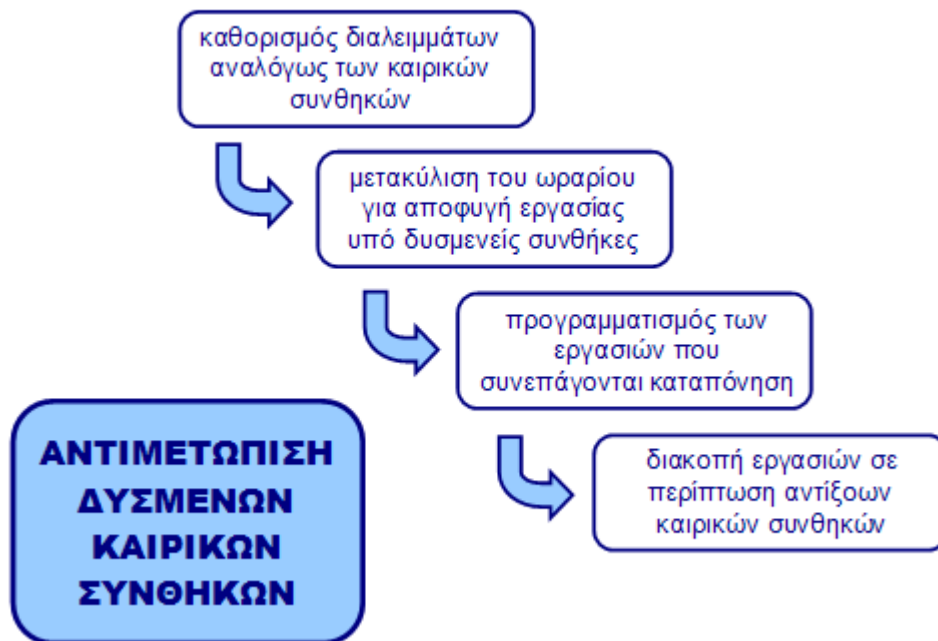 καθορισμός διαλειμμάτων
αναλόγως των καιρικών
συνθηκών
μετακύλιση του ωραρίου
για αποφυγή εργασίας
υπό δυσμενείς συνθήκες
προγραμματισμός των
εργασιών που
συνεπάγονται καταπόνηση
διακοπή εργασιών σε
περίπτωση αντίξοων
καιρικών συνθηκών
ΑΝΤΙΜΕΤΩΠΙΣΗ
ΔΥΣΜΕΝΩΝ
ΚΑΙΡΙΚΩΝ
ΣΥΝΘΗΚΩΝ